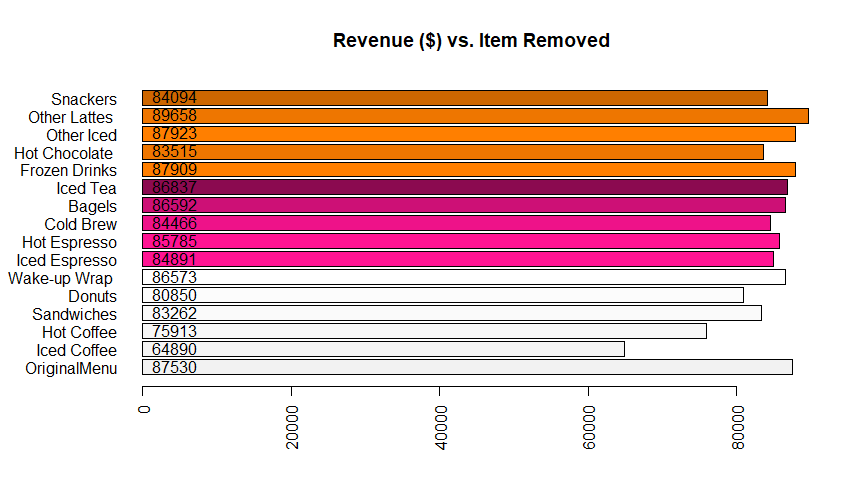 Revenue ($) vs. Item Removed
Snackers 84094
Other Lattes 89658
Other Iced 87923
Hot Chocolate 83515
Frozen Drinks 87909
Iced Tea 86837
Bagels 86592
Cold Brew 84466
Hot Espresso 85785
Iced Espresso 84891
Wake-up Wrap 86573
Donuts 80850
Sandwiches 83262
Hot Coffee 75913
Iced Coffee 64890
OriginalMenu 87530
0 20000 40000 60000 80000